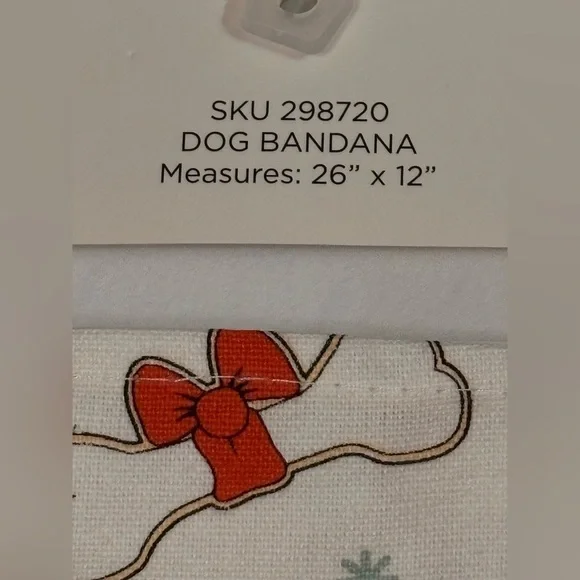 SKU 298720
DOG BANDANA
Measures: 26” x 12”